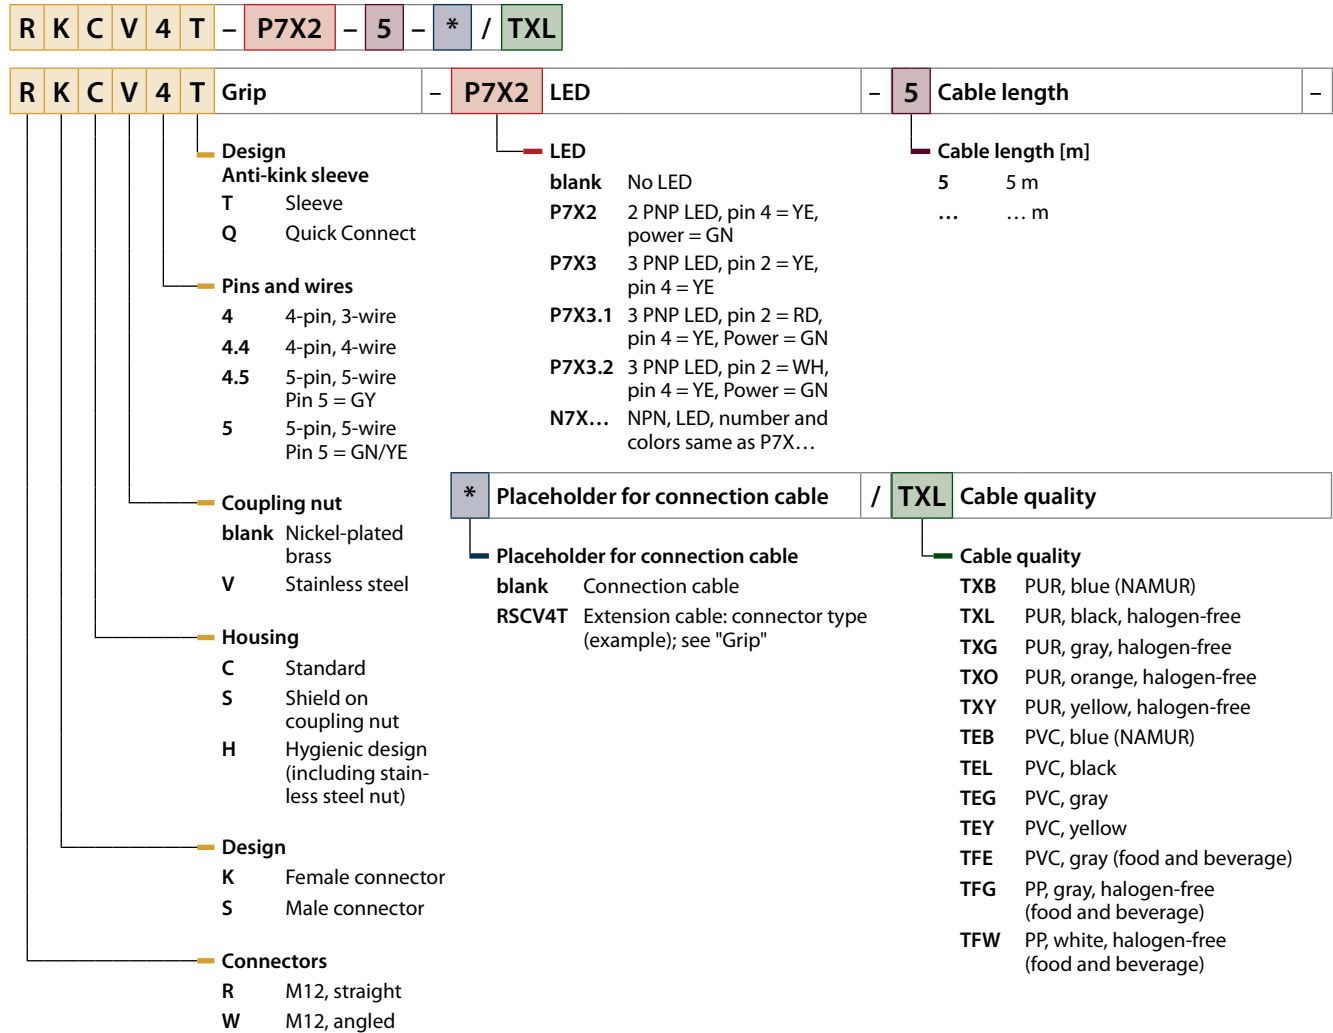 R K C V 4 T – P7X2 – 5 – * / TXL
R K C V 4 T Grip – P7X2 LED – 5 Cable length –
Design
Anti-kink sleeve
T Sleeve
Q Quick Connect
Pins and wires
4 4-pin, 3-wire
4.4 4-pin, 4-wire
4.5 5-pin, 5-wire
Pin 5 = GY
5 5-pin, 5-wire
Pin 5 = GN/YE
Coupling nut
blank Nickel-plated
brass
V Stainless steel
Housing
C Standard
S Shield on
coupling nut
H Hygienic design
(including stain-
less steel nut)
Design
K Female connector
S Male connector
Connectors
R M12, straight
W M12, angled
LED
blank No LED
P7X2 2 PNP LED, pin 4 = YE,
power = GN
P7X3 3 PNP LED, pin 2 = YE,
pin 4 = YE
P7X3.1 3 PNP LED, pin 2 = RD,
pin 4 = YE, Power = GN
P7X3.2 3 PNP LED, pin 2 = WH,
pin 4 = YE, Power = GN
N7X… NPN, LED, number and
colors same as P7X…
Cable length [m]
5 5 m
… … m
* Placeholder for connection cable / TXL Cable quality
Placeholder for connection cable
blank Connection cable
RSCV4T Extension cable: connector type
(example); see "Grip"
Cable quality
TXB PUR, blue (NAMUR)
TXL PUR, black, halogen-free
TXG PUR, gray, halogen-free
TXO PUR, orange, halogen-free
TXY PUR, yellow, halogen-free
TEB PVC, blue (NAMUR)
TEL PVC, black
TEG PVC, gray
TEY PVC, yellow
TFE PVC, gray (food and beverage)
TFG PP, gray, halogen-free
(food and beverage)
TFW PP, white, halogen-free
(food and beverage)